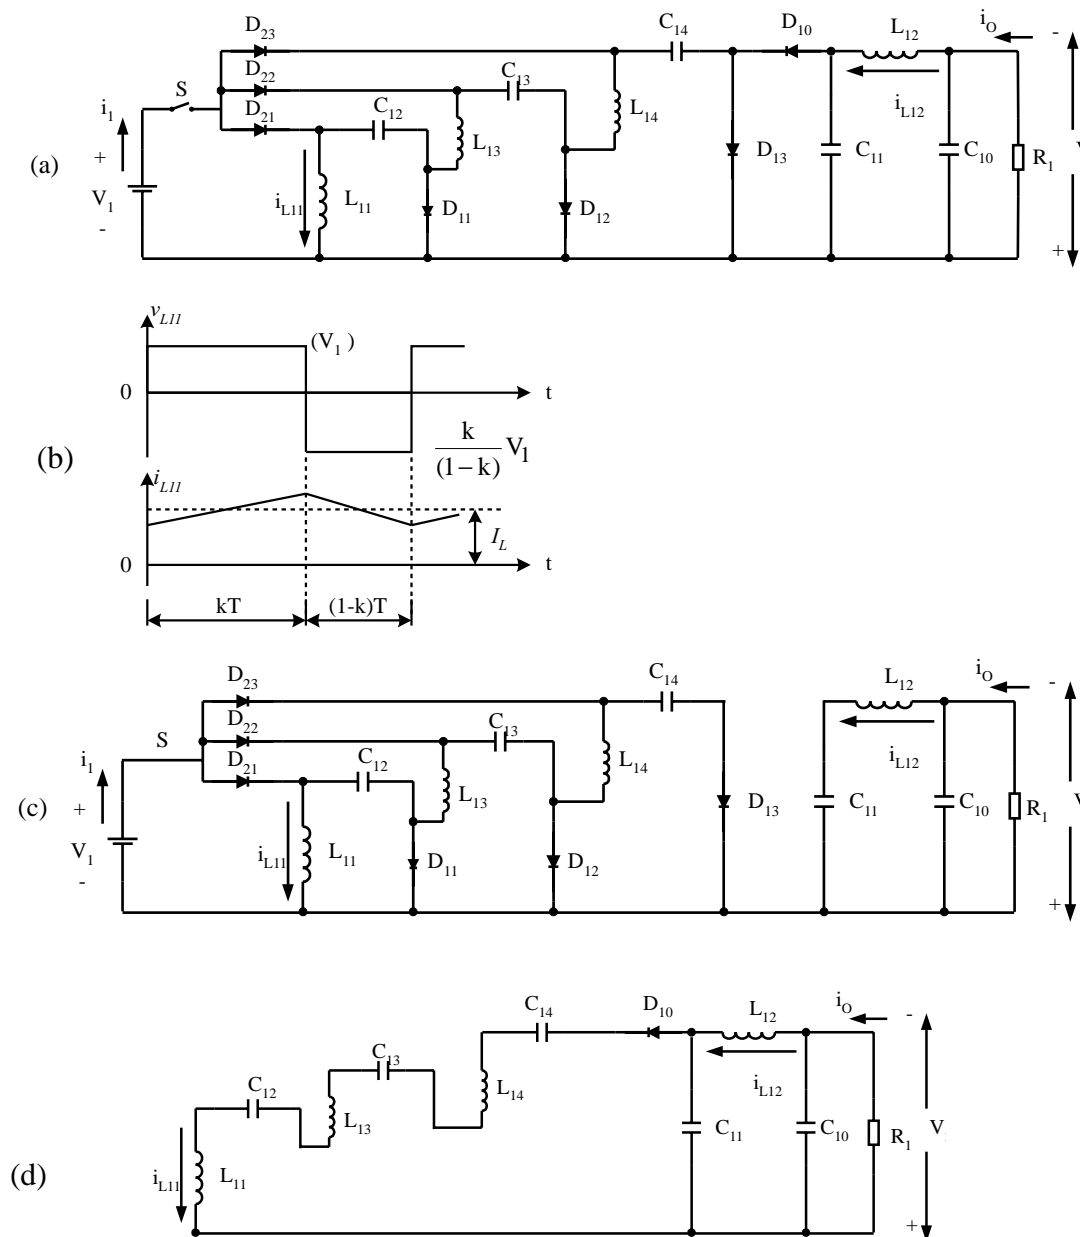 (a)
D23
D22
D21
S
i1
+
V1
-
iL11
L11
C12
L13
D11
C13
D12
L14
C14
D13
D10
C11
L12
iL12
C10
iO
R1
-
V
+
(b)
vL11
(V1)
0
t
k/(1−k) V1
iL11
IL
0
t
kT
(1-k)T
(c)
D23
D22
D21
S
i1
+
V1
-
iL11
L11
C12
L13
D11
C13
D12
L14
C14
D13
C11
L12
iL12
C10
iO
R1
-
V
+
(d)
iL11
L11
C12
L13
C13
L14
C14
D10
C11
L12
iL12
C10
iO
R1
-
V
+